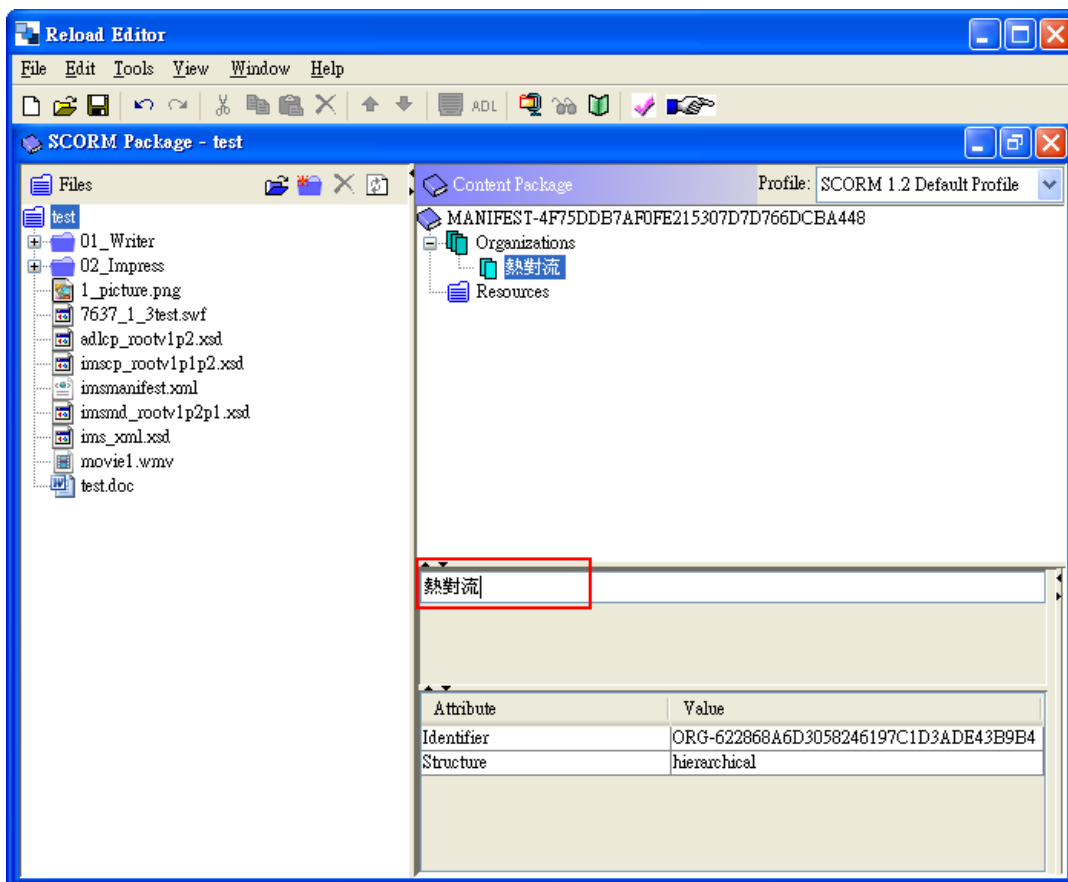 Reload Editor
File Edit Tools View Window Help
ADL
SCORM Package - test
Files
test
01_Writer
02_Impress
1_picture.png
7637_1_3test.swf
adlcp_rootv1p2.xsd
imscp_rootv1p1p2.xsd
imsmanifest.xml
imsmd_rootv1p2p1.xsd
ims_xml.xsd
movie1.wmv
test.doc
Content Package Profile: SCORM 1.2 Default Profile
MANIFEST-4F75DDB7AF0FE215307D7D766DCBA448
Organizations
熱對流
Resources
熱對流
Attribute Value
Identifier ORG-622868A6D3058246197C1D3ADE43B9B4
Structure hierarchical